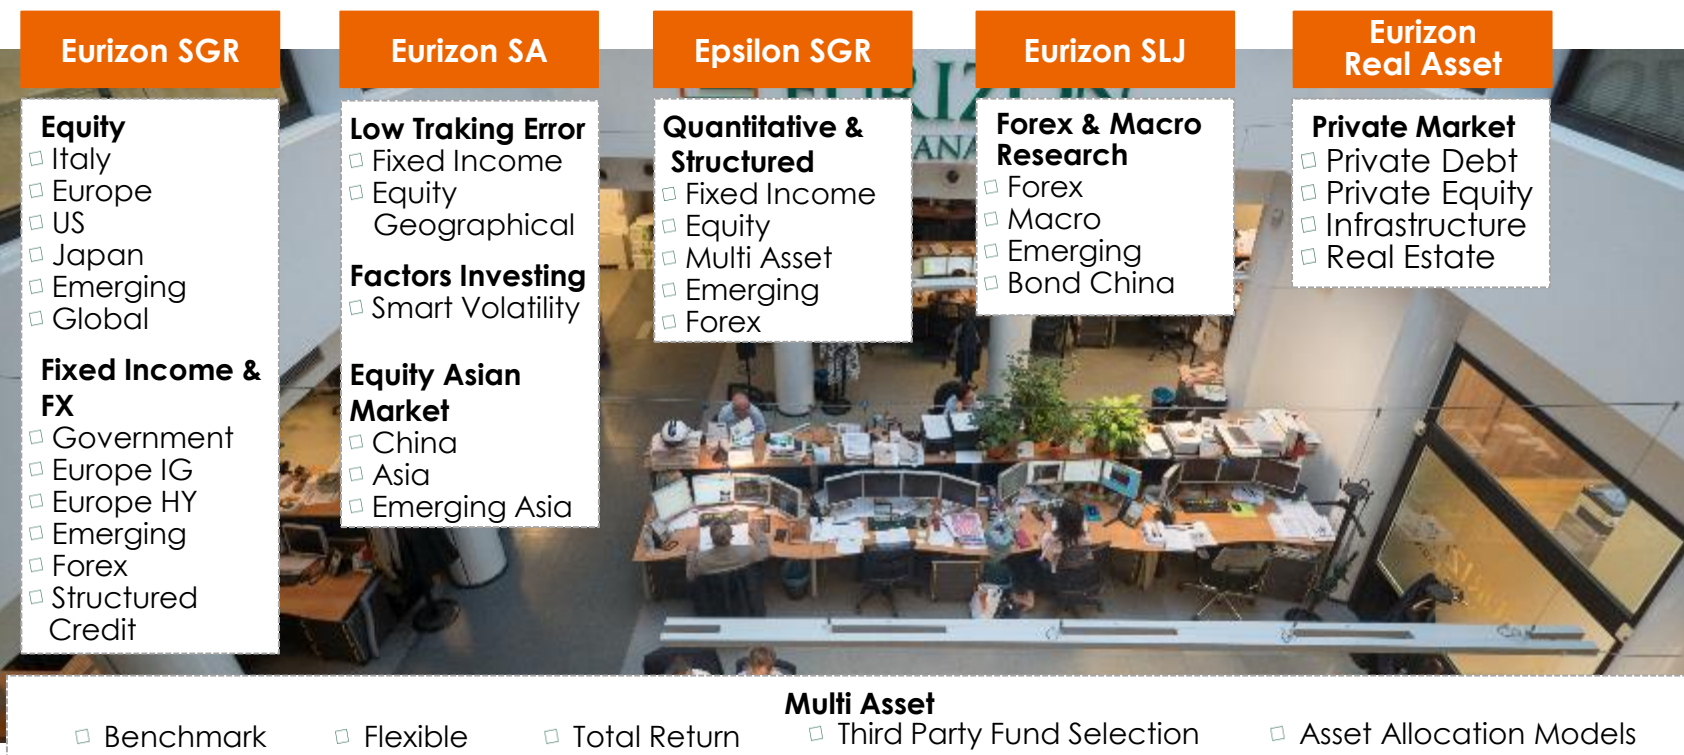 Eurizon SGR
Equity
Italy
Europe
US
Japan
Emerging
Global
Fixed Income &
FX
Government
Europe IG
Europe HY
Emerging
Forex
Structured
Credit
Eurizon SA
Low Traking Error
Fixed Income
Equity
Geographical
Factors Investing
Smart Volatility
Equity Asian
Market
China
Asia
Emerging Asia
Epsilon SGR
Quantitative &
Structured
Fixed Income
Equity
Multi Asset
Emerging
Forex
Eurizon SLJ
Forex & Macro
Research
Forex
Macro
Emerging
Bond China
Eurizon
Real Asset
Private Market
Private Debt
Private Equity
Infrastructure
Real Estate
Multi Asset
Benchmark
Flexible
Total Return
Third Party Fund Selection
Asset Allocation Models